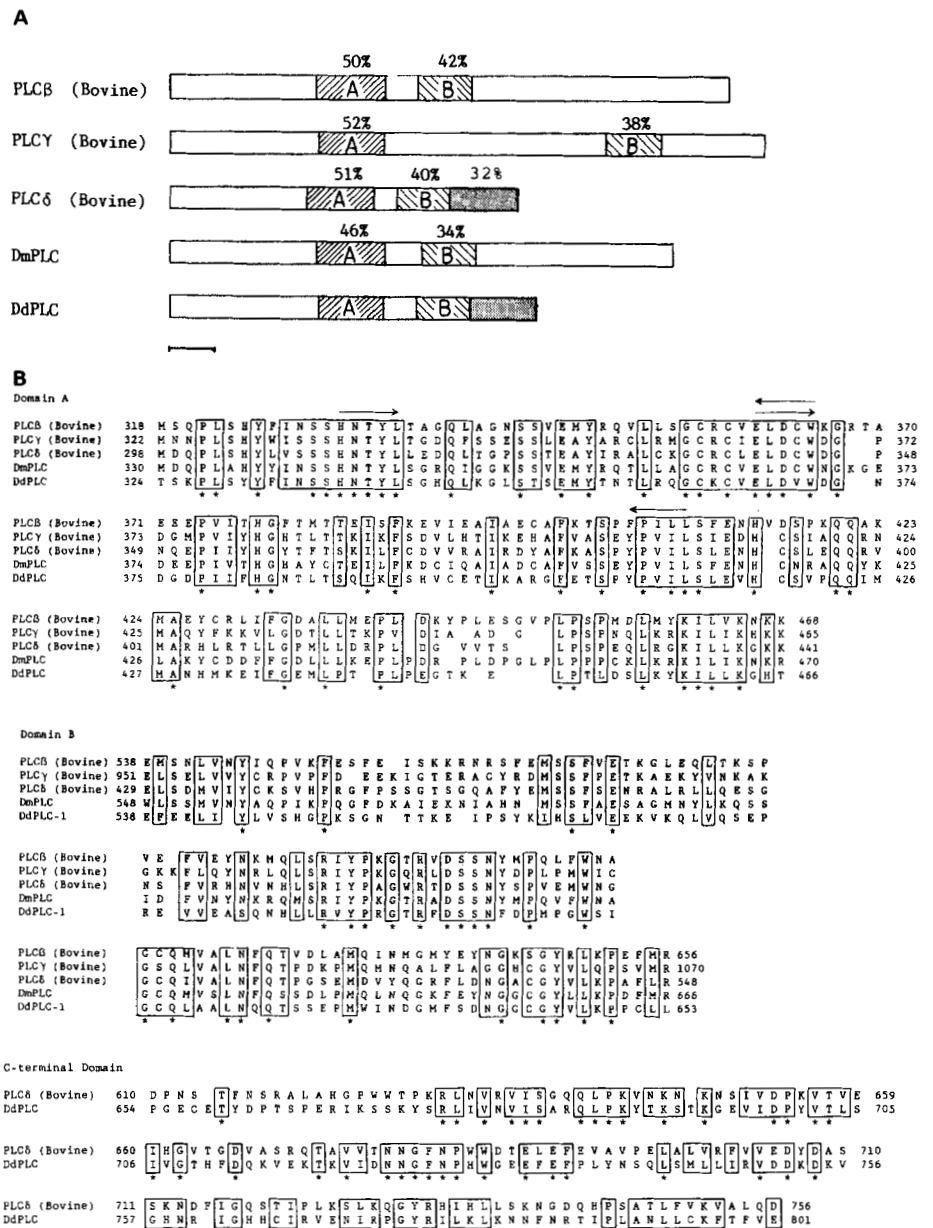 A
50% 42%
PLCβ (Bovine) A B
52% 38%
PLCγ (Bovine) A B
51% 40% 32%
PLCδ (Bovine) A B
46% 34%
DmPLC A B
DdPLC A B
B
Domain A
PLCβ (Bovine) 318 M S Q P L S H Y F I N S S H N T Y L T A G Q L A G N S S V E M Y R Q V L L S G C R C V E L D C W K G R T A 370
PLCγ (Bovine) 322 M N N P L S H Y W I S S S H N T Y L T G D Q F S S E S S L E A Y A R C L R M G C R C I E L D C W D G P 372
PLCδ (Bovine) 298 M D Q P L S H Y L V S S S H N T Y L L E D Q L T G P S S T E A Y I R A L C K G C R C L E L D C W D G P 348
DmPLC 330 M D Q P L A H Y Y I N S S H N T Y L S G R Q I G G K S S V E M Y R Q T L L A G C R C V E L D C W N G K G E 373
DdPLC 324 T S K P L S Y Y F I N S S H N T Y L S G H Q L K G L S T S E M Y T N T L R Q G C K C V E L D V W D G N 374
PLCβ (Bovine) 371 E E E P V I T H G F T M T T E I S F K E V I E A I A E C A F K T S P F P I L L S F E N H V D S P K Q Q A K 423
PLCγ (Bovine) 373 D G M P V I Y H G H T L T T K I K F S D V L H T I K E H A F V A S E Y P V I L S I E D H C S I A Q Q R N 424
PLCδ (Bovine) 349 N Q E P I I Y H G Y T F T S K I L F C D V V R A I R D Y A F K A S P Y P V I L S L E N H C S L E Q Q R V 400
DmPLC 374 D E E P I V T H G H A Y C T E I L F K D C I Q A I A D C A F V S S E Y P V I L S F E N H C N R A Q Q Y K 425
DdPLC 375 D G D P I I F H G N T L T S Q I K F S H V C E T I K A R G F E T S P Y P V I L S L E V H C S V P Q Q I M 426
PLCβ (Bovine) 424 M A E Y C R L I F G D A L L M E P L D K Y P L E S G V P L P S P M D L M Y K I L V K N K K 468
PLCγ (Bovine) 425 M A Q Y F K K V L G D T L L T K P V D I A A D G L P S P N Q L K R K I L I K H K K 465
PLCδ (Bovine) 401 M A R H L R T L L G P M L L D R P L D G V V T S L P S P E Q L R G K I L L K G K K 441
DmPLC 426 L A K Y C D D F F G D L L L K E P L P D R P L D P G L P L P P P C K L K R K I L I K N K R 470
DdPLC 427 M A N H M K E I F G E M L P T P L P E G T K E L P T L D S L K Y K I L L K G H T 466
Domain B
PLCβ (Bovine) 538 E M S N L V N Y I Q P V K F E S F E I S K K R N R S F E M S S F V E T K G L E Q L T K S P
PLCγ (Bovine) 951 E L S E L V V Y C R P V P F D E E K I G T E R A C Y R D M S S F P E T K A E K Y V N K A K
PLCδ (Bovine) 429 E L S D M V I Y C K S V H F R G F P S S G T S G Q A F Y E M S S F S E N R A L R L L Q E S G
DmPLC 548 W L S S M V N Y A Q P I K F Q G F D K A I E K N I A H N M S S F A E S A G M N Y L K Q S S
DdPLC-1 538 E F E E L I Y L V S H G F K S G N T T K E I P S Y K I H S L V E E K V K Q L V Q S E P
PLCβ (Bovine) V E F V E Y N K M Q L S R I Y P K G T R V D S S N Y M P Q L F W N A
PLCγ (Bovine) G K K F L Q Y N R L Q L S R I Y P K G Q R L D S S N Y D P L P M W I C
PLCδ (Bovine) N S F V R H N V N H L S R I Y P A G W R T D S S N Y S P V E M W N G
DmPLC I D F V N Y N K R Q M S R I Y P K G T R A D S S N Y M P Q V F W N A
DdPLC-1 R E V V E A S Q N H L L R V Y P R G T R F D S S N F D P M P G W S I
PLCβ (Bovine) G C Q M V A L N F Q T V D L A M Q I N M G M Y E Y N G K S G Y R L K P E F M R 656
PLCγ (Bovine) G S Q L V A L N F Q T P D K P M Q M N Q A L F L A G G H C G Y V L Q P S V M R 1070
PLCδ (Bovine) G C Q I V A L N F Q T P G S E M D V Y Q G R F L D N G A C G Y V L K P A F L R 548
DmPLC G C Q M V S L N F Q S S D L P M Q L N Q G K F E Y N G G C G Y L L K P D F M R 666
DdPLC-1 G C Q L A A L N Q Q T S S E P M W I N D G M F S D N G G C G Y V L K P P C L L 653
C-terminal Domain
PLCδ (Bovine) 610 D P N S T F N S R A L A H G P W W T P K R L N V R V I S G Q Q L P K V N K N K N S I V D P K V T V E 659
DdPLC 654 P G E C E T Y D P T S P E R I K S S K Y S R L I V N V I S A R Q L P K Y T K S T K G E V I D P Y V T L S 705
PLCδ (Bovine) 660 I H G V T G D V A S R Q T A V V T N N G F N P W W D T E L E F E V A V P E L A L V R F V V E D Y D A S 710
DdPLC 706 I V G T H F D Q K V E K T K V I D N N G F N P H W G E E F E F P L Y N S Q L S M L L I R V D D K D K V 756
PLCδ (Bovine) 711 S K N D F I G Q S T I P L K S L K Q G Y R H I H L L S K N G D Q H P S A T L F V K V A L Q D 756
DdPLC 757 G H N R I G H H C I R V E N I R P G Y R I L K L K N N F N R T I P L A N L L C K F T F V E 801